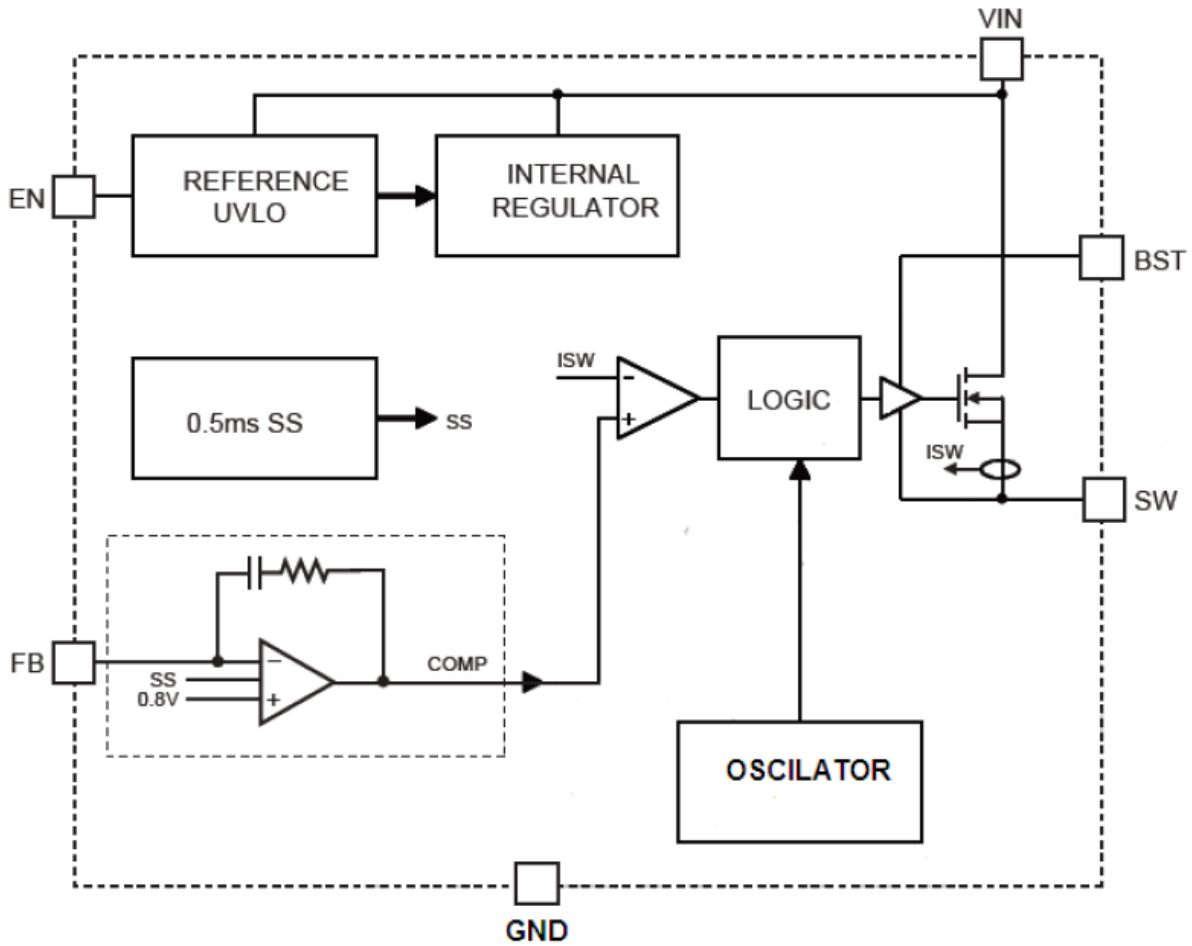 VIN
EN
REFERENCE
UVLO
INTERNAL
REGULATOR
BST
0.5ms SS
SS
ISW
−
+
LOGIC
ISW
SW
FB
SS
0.8V
−
+
COMP
OSCILATOR
GND